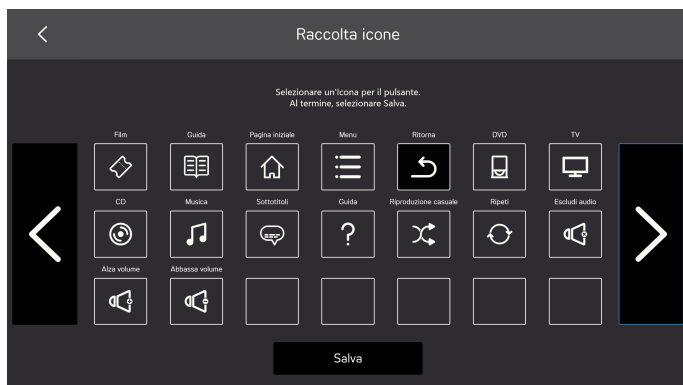 Raccolta icone
Selezionare un'Icona per il pulsante.
Al termine, selezionare Salva.
Film Guida Pagina iniziale Menu Ritorna DVD TV
CD Musica Sottotitoli Guida Riproduzione casuale Ripeti Escludi audio
Alza volume Abbassa volume
Salva